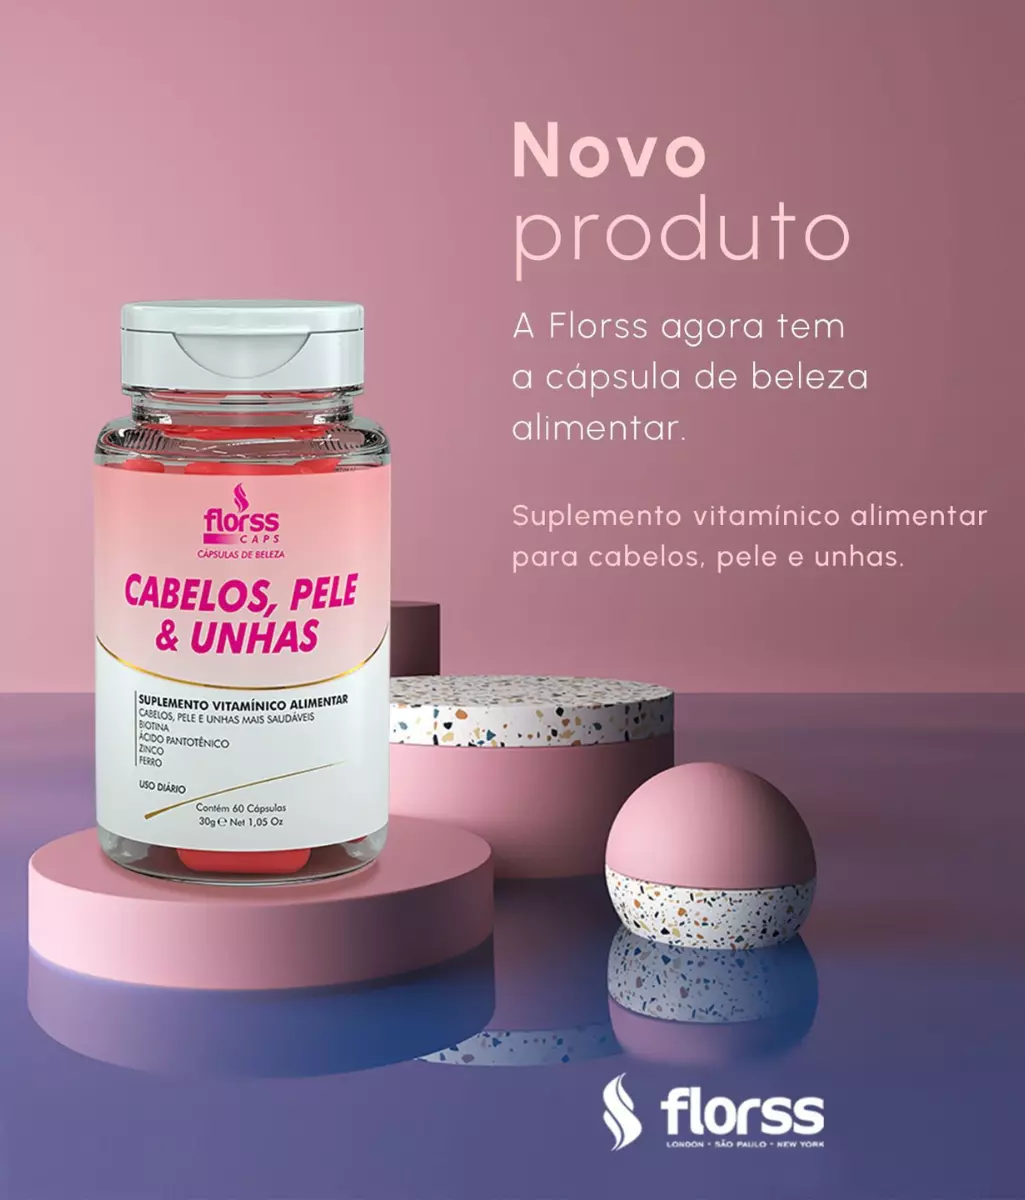 Novo
produto
A Florss agora tem
a cápsula de beleza
alimentar.
Suplemento vitamínico alimentar
para cabelos, pele e unhas.
florss
CAPS
CÁPSULAS DE BELEZA
CABELOS, PELE
& UNHAS
SUPLEMENTO VITAMÍNICO ALIMENTAR
CABELOS, PELE E UNHAS MAIS SAUDÁVEIS
BIOTINA
ÁCIDO PANTOTÊNICO
ZINCO
FERRO
USO DIÁRIO
Contém 60 Cápsulas
30g ℮ Net 1,05 Oz
florss
LONDON • SÃO PAULO • NEW YORK